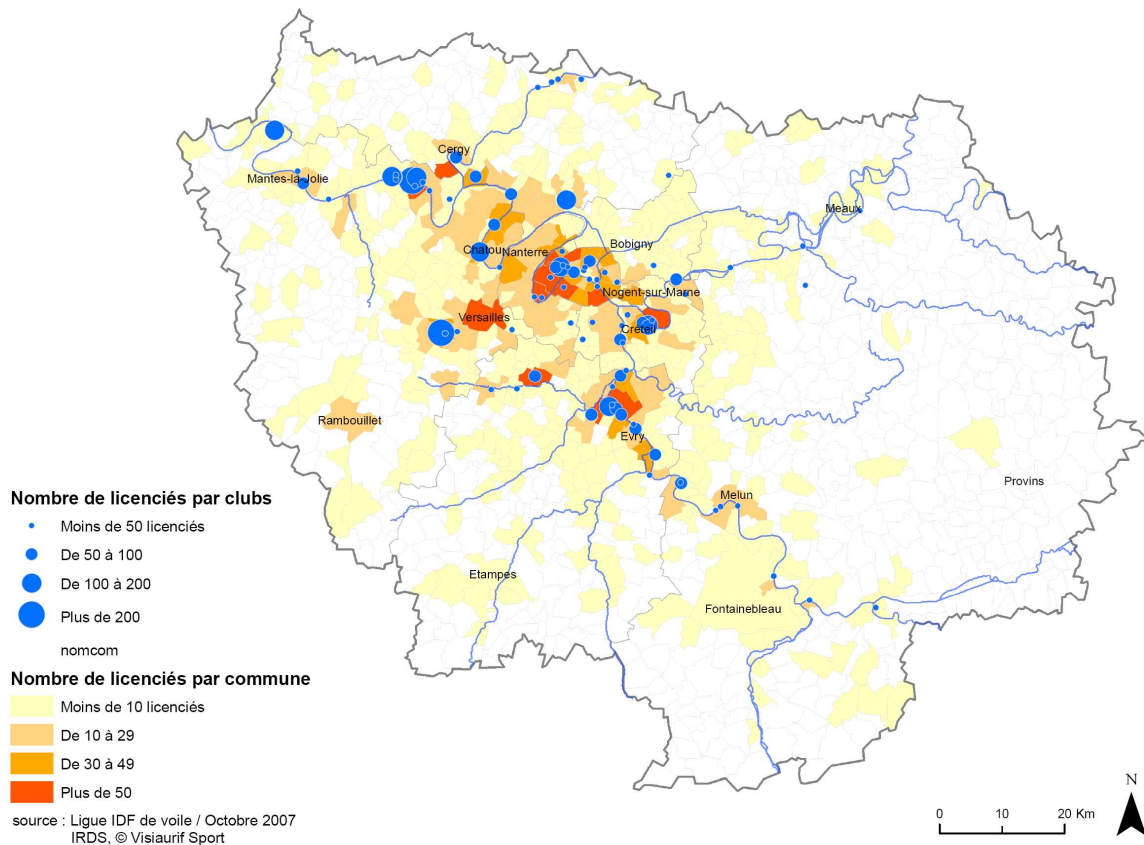 Cergy
Mantes-la-Jolie
Meaux
Bobigny
Chatou
Nanterre
Nogent-sur-Marne
Versailles
Créteil
Rambouillet
Evry
Provins
Melun
Etampes
Fontainebleau
Nombre de licenciés par clubs
Moins de 50 licenciés
De 50 à 100
De 100 à 200
Plus de 200
nomcom
Nombre de licenciés par commune
Moins de 10 licenciés
De 10 à 29
De 30 à 49
Plus de 50
source : Ligue IDF de voile / Octobre 2007
IRDS, © Visiaurif Sport
0 10 20 Km
N